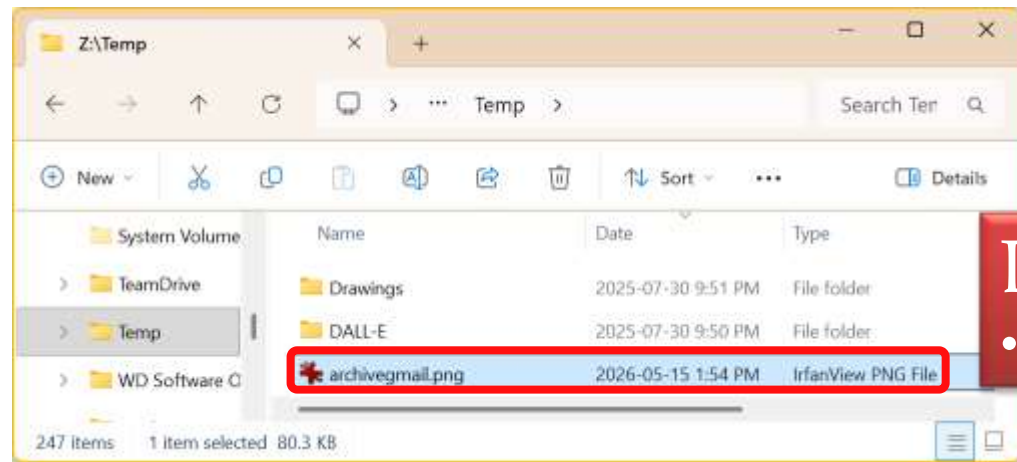 Z:\Temp
Temp
Search Ter
New
Sort
Details
System Volume
Name
Date
Type
TeamDrive
Drawings
2025-07-30 9:51 PM
File folder
Temp
DALL-E
2025-07-30 9:50 PM
File folder
WD Software
archivegmail.png
2026-05-15 1:54 PM
IrfanView PNG File
247 items
1 item selected
80.3 KB